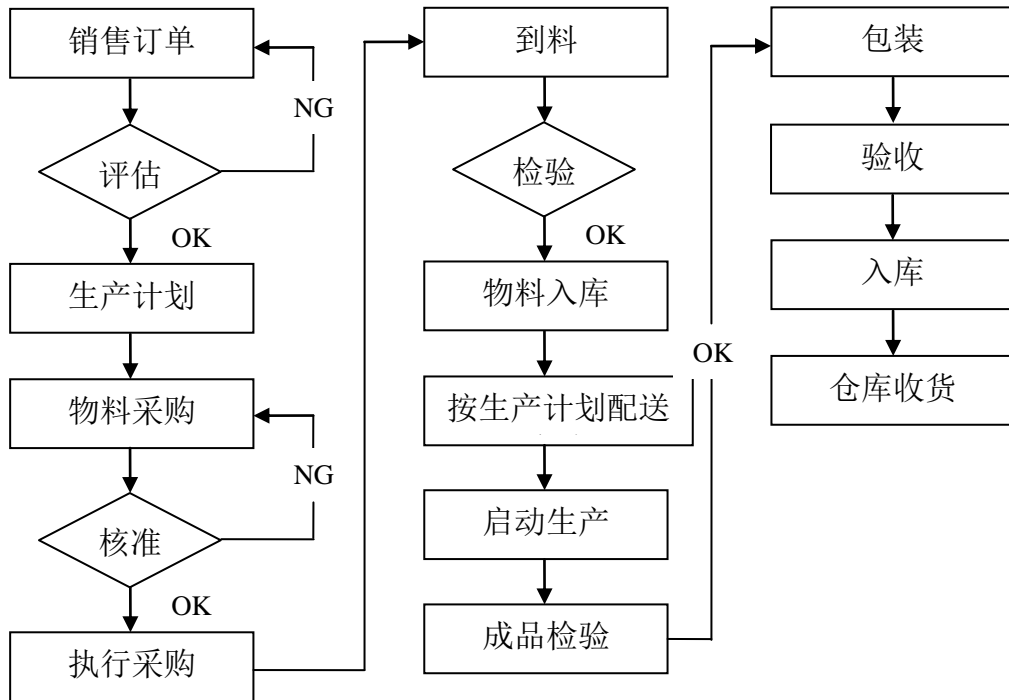 销售订单
NG
评估
OK
生产计划
物料采购
NG
核准
OK
执行采购
到料
检验
OK
物料入库
按生产计划配送
启动生产
成品检验
OK
包装
验收
入库
仓库收货